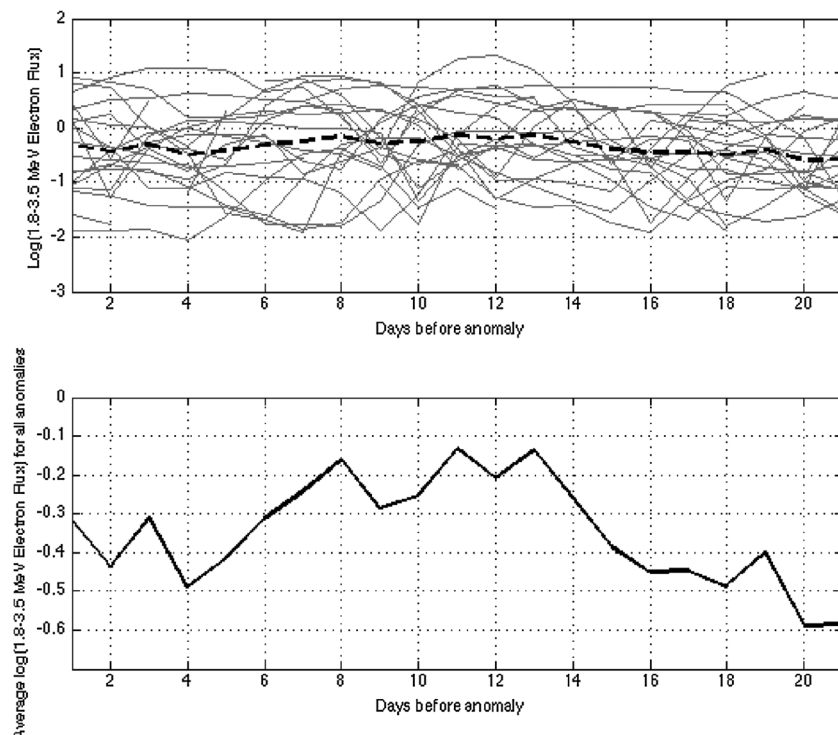 2
1
0
-1
-2
-3
Log(1.8-3.5 MeV Electron Flux)
2 4 6 8 10 12 14 16 18 20
Days before anomaly
0
-0.1
-0.2
-0.3
-0.4
-0.5
-0.6
Average log(1.8-3.5 MeV Electron Flux) for all anomalies
2 4 6 8 10 12 14 16 18 20
Days before anomaly